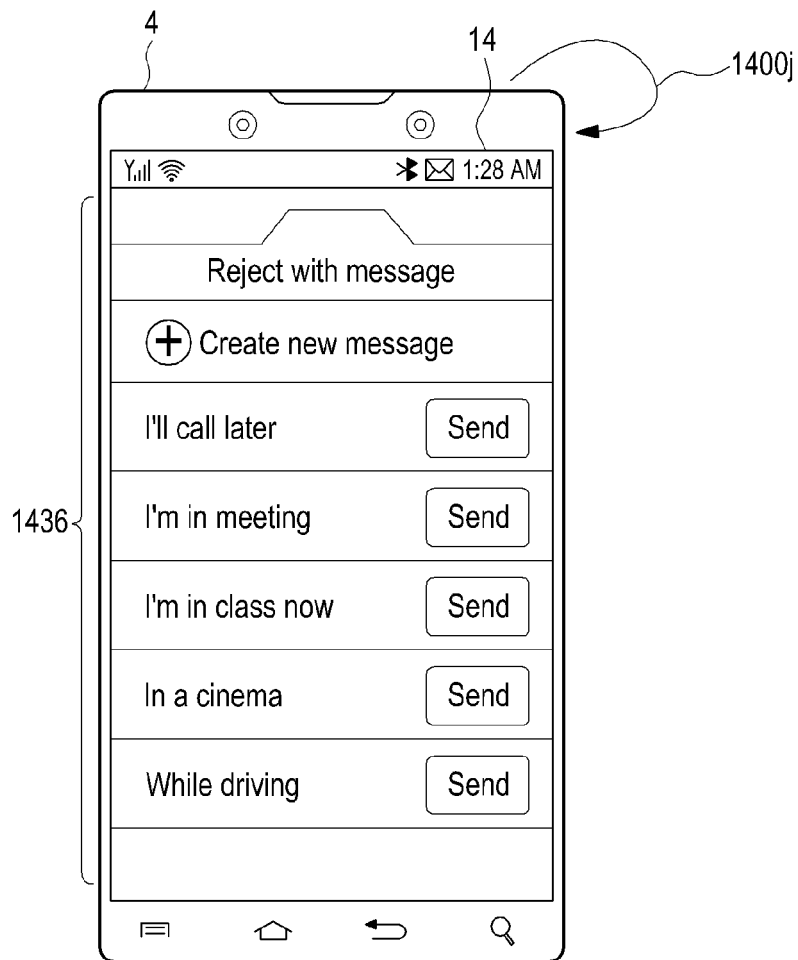 4
14
1400j
1:28 AM
Reject with message
Create new message
I'll call later Send
I'm in meeting Send
1436
I'm in class now Send
In a cinema Send
While driving Send